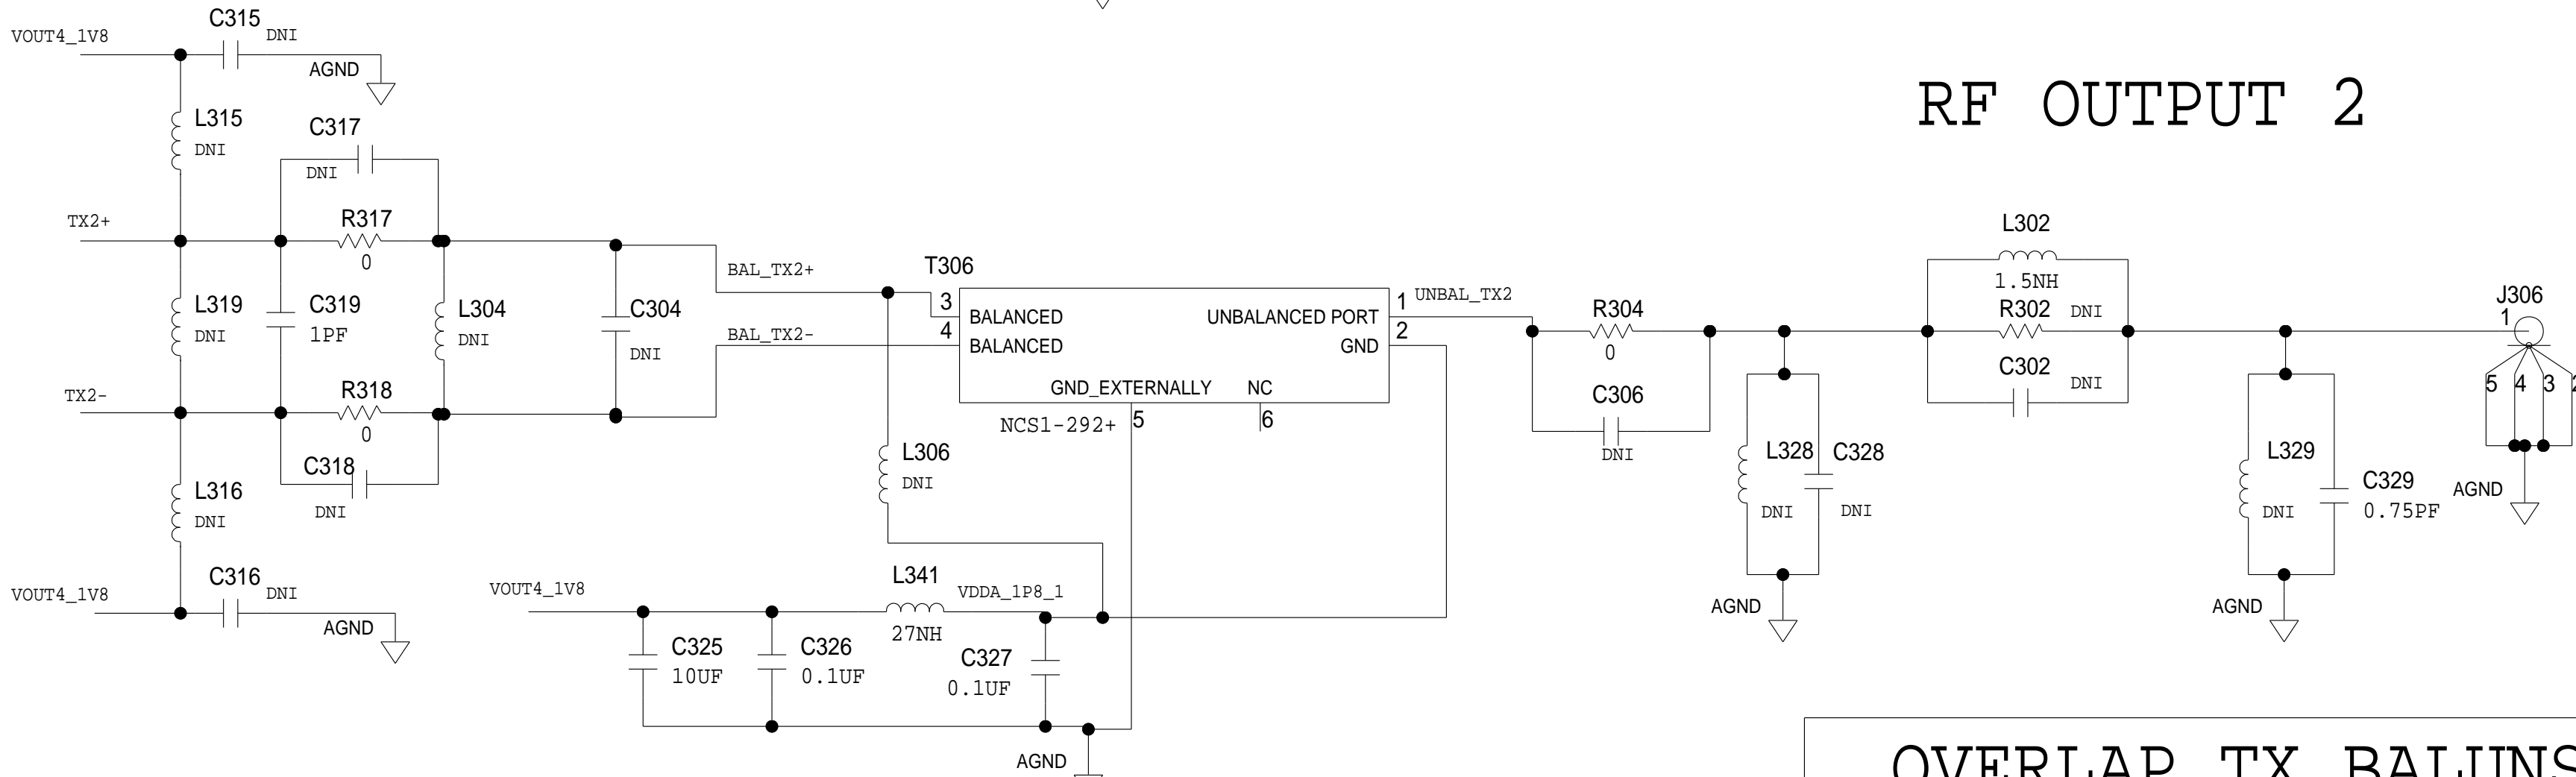 C315
DNI
VOUT4_1V8
AGND
RF OUTPUT 2
L315
DNI
C317
DNI
TX2+
R317
0
L302
1.5NH
BAL_TX2+
T306
3
BALANCED
4
BALANCED
UNBALANCED PORT
1
UNBAL_TX2
GND
2
GND_EXTERNALLY
NC
NCS1-292+
5
6
L319
DNI
C319
1PF
L304
DNI
C304
DNI
BAL_TX2-
R304
0
R302
DNI
J306
1
C302
DNI
5
4
3
TX2-
R318
0
C306
DNI
C318
DNI
L306
DNI
L328
DNI
C328
DNI
L329
DNI
C329
0.75PF
AGND
L316
DNI
C316
DNI
VOUT4_1V8
AGND
VOUT4_1V8
L341
27NH
VDDA_1P8_1
C325
10UF
C326
0.1UF
C327
0.1UF
AGND
AGND
AGND
OVERLAP TX BALUNS